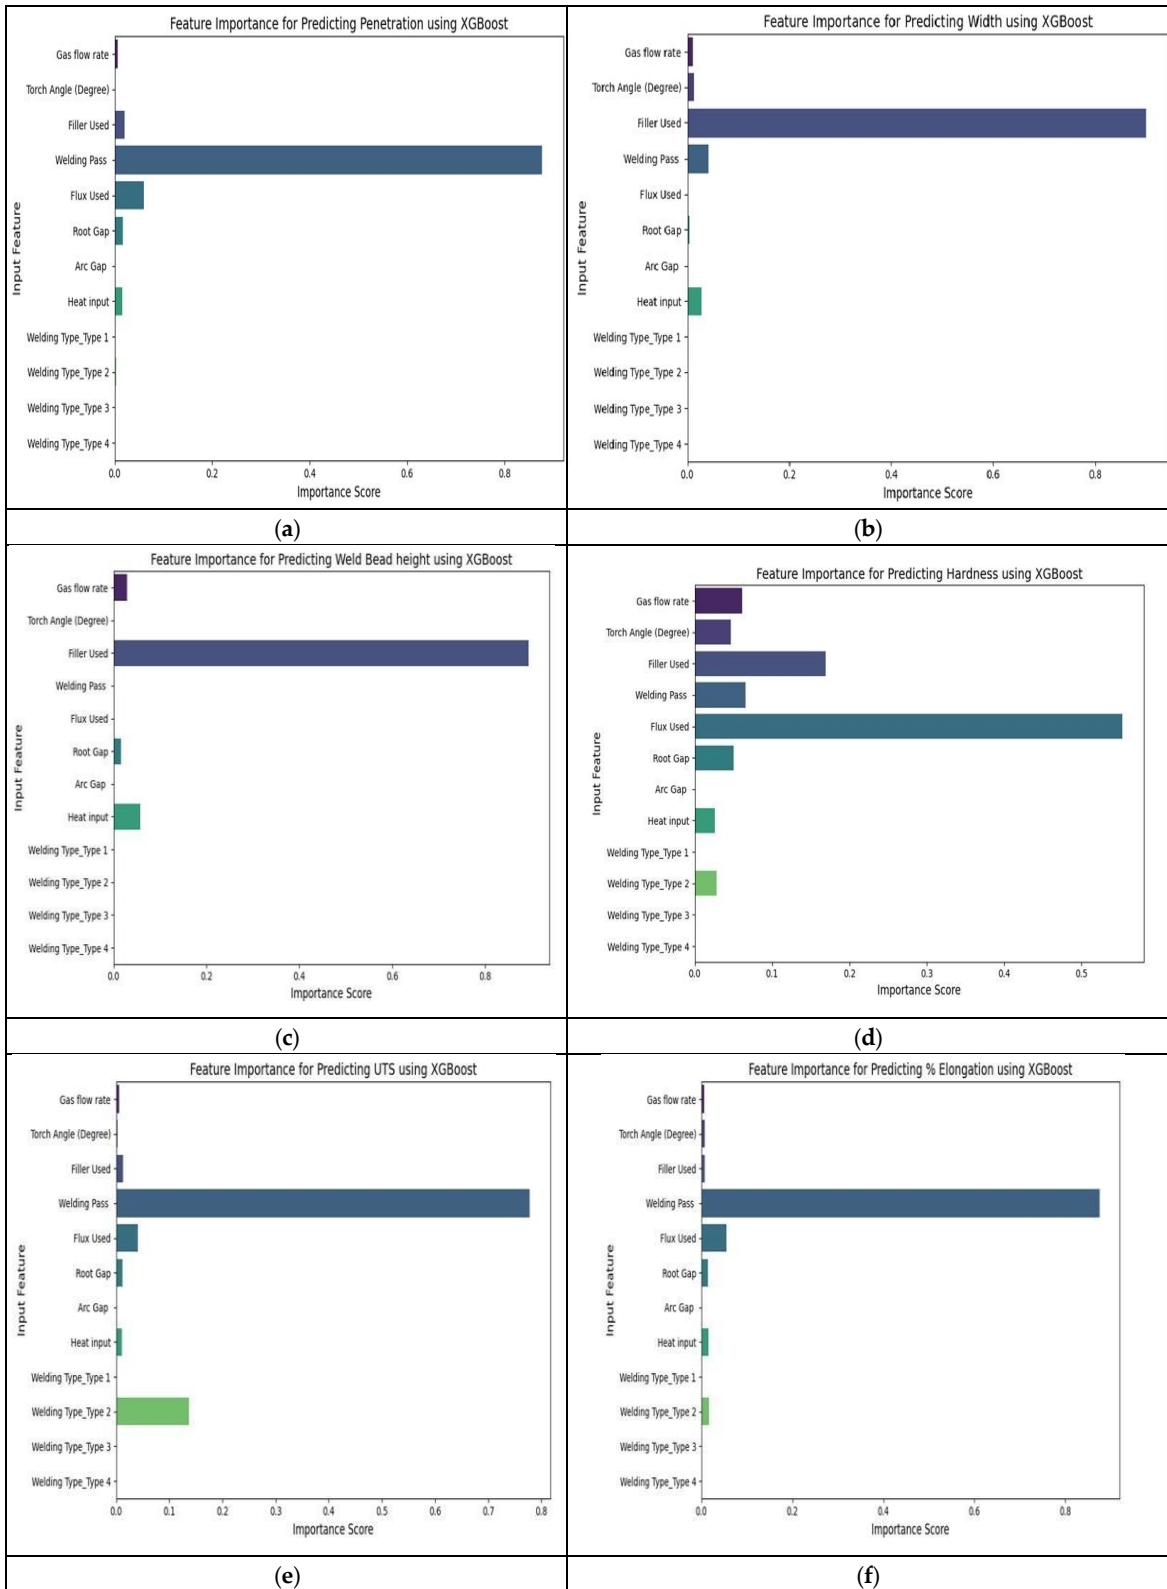 Feature Importance for Predicting Penetration using XGBoost
Input Feature
Gas flow rate
Torch Angle (Degree)
Filler Used
Welding Pass
Flux Used
Root Gap
Arc Gap
Heat input
Welding Type_Type 1
Welding Type_Type 2
Welding Type_Type 3
Welding Type_Type 4
0.0 0.2 0.4 0.6 0.8
Importance Score
(a)
Feature Importance for Predicting Width using XGBoost
Input Feature
Gas flow rate
Torch Angle (Degree)
Filler Used
Welding Pass
Flux Used
Root Gap
Arc Gap
Heat input
Welding Type_Type 1
Welding Type_Type 2
Welding Type_Type 3
Welding Type_Type 4
0.0 0.2 0.4 0.6 0.8
Importance Score
(b)
Feature Importance for Predicting Weld Bead height using XGBoost
Input Feature
Gas flow rate
Torch Angle (Degree)
Filler Used
Welding Pass
Flux Used
Root Gap
Arc Gap
Heat input
Welding Type_Type 1
Welding Type_Type 2
Welding Type_Type 3
Welding Type_Type 4
0.0 0.2 0.4 0.6 0.8
Importance Score
(c)
Feature Importance for Predicting Hardness using XGBoost
Input Feature
Gas flow rate
Torch Angle (Degree)
Filler Used
Welding Pass
Flux Used
Root Gap
Arc Gap
Heat input
Welding Type_Type 1
Welding Type_Type 2
Welding Type_Type 3
Welding Type_Type 4
0.0 0.1 0.2 0.3 0.4 0.5
Importance Score
(d)
Feature Importance for Predicting UTS using XGBoost
Input Feature
Gas flow rate
Torch Angle (Degree)
Filler Used
Welding Pass
Flux Used
Root Gap
Arc Gap
Heat input
Welding Type_Type 1
Welding Type_Type 2
Welding Type_Type 3
Welding Type_Type 4
0.0 0.1 0.2 0.3 0.4 0.5 0.6 0.7 0.8
Importance Score
(e)
Feature Importance for Predicting % Elongation using XGBoost
Input Feature
Gas flow rate
Torch Angle (Degree)
Filler Used
Welding Pass
Flux Used
Root Gap
Arc Gap
Heat input
Welding Type_Type 1
Welding Type_Type 2
Welding Type_Type 3
Welding Type_Type 4
0.0 0.2 0.4 0.6 0.8
Importance Score
(f)